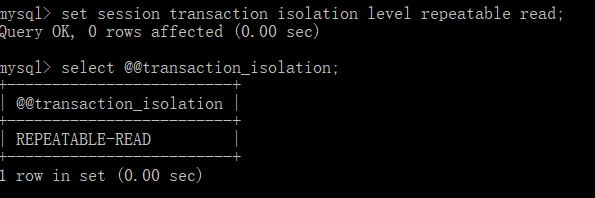 mysql> set session transaction isolation level repeatable read;
Query OK, 0 rows affected (0.00 sec)
mysql> select @@transaction_isolation;
+-------------------------+
| @@transaction_isolation |
+-------------------------+
| REPEATABLE-READ         |
+-------------------------+
1 row in set (0.00 sec)